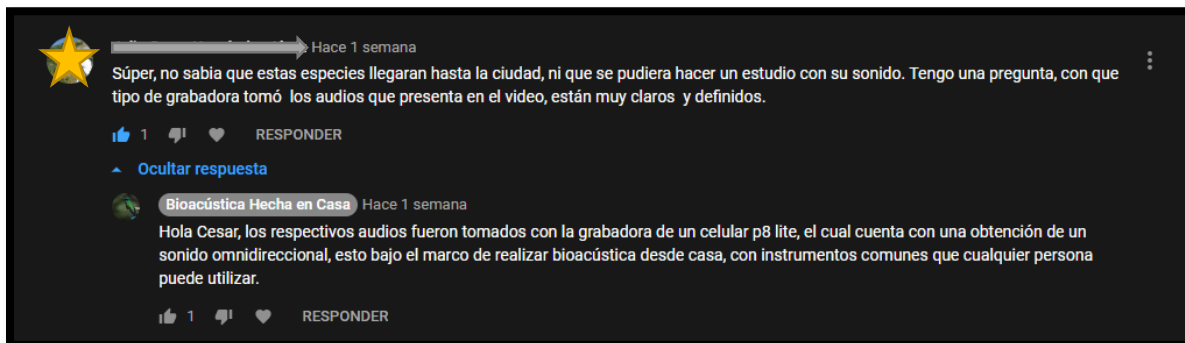 Hace 1 semana
Súper, no sabia que estas especies llegaran hasta la ciudad, ni que se pudiera hacer un estudio con su sonido. Tengo una pregunta, con que
tipo de grabadora tomó los audios que presenta en el video, están muy claros y definidos.
1 RESPONDER
Ocultar respuesta
Bioacústica Hecha en Casa Hace 1 semana
Hola Cesar, los respectivos audios fueron tomados con la grabadora de un celular p8 lite, el cual cuenta con una obtención de un
sonido omnidireccional, esto bajo el marco de realizar bioacústica desde casa, con instrumentos comunes que cualquier persona
puede utilizar.
1 RESPONDER